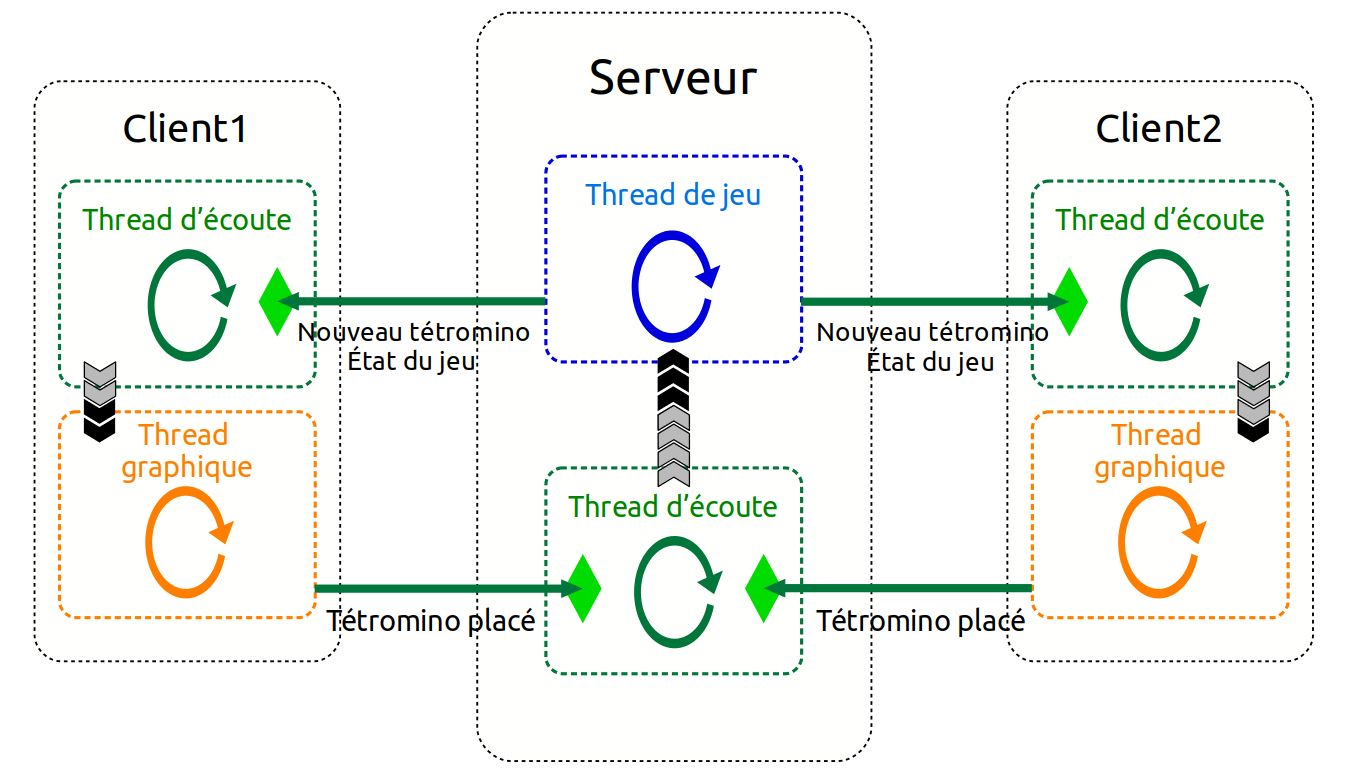 Serveur
Client1
Thread d'écoute
Nouveau tétromino
État du jeu
Thread
graphique
Tétromino placé
Thread de jeu
Thread d'écoute
Client2
Thread d'écoute
Nouveau tétromino
État du jeu
Thread
graphique
Tétromino placé